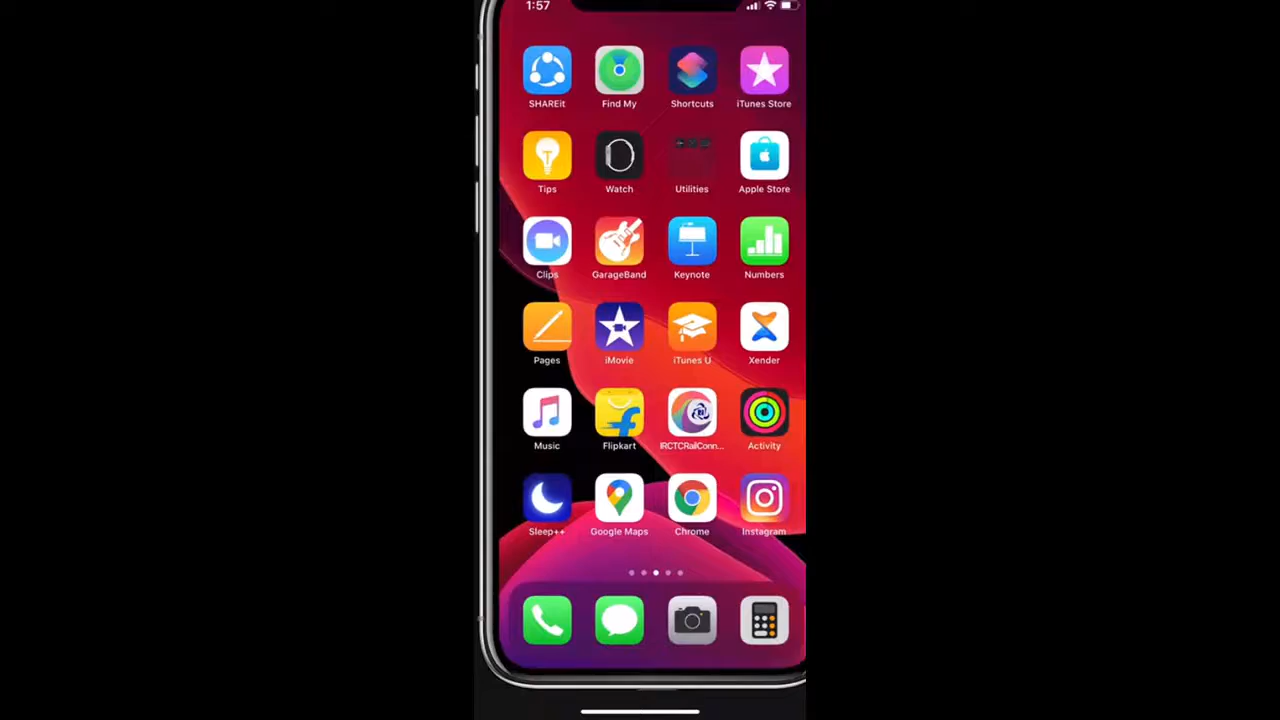 1:57
SHAREit Find My Shortcuts iTunes Store
Tips Watch Utilities Apple Store
Clips GarageBand Keynote Numbers
Pages iMovie iTunes U Xender
Music Flipkart IRCTCRailConn... Activity
Sleep++ Google Maps Chrome Instagram